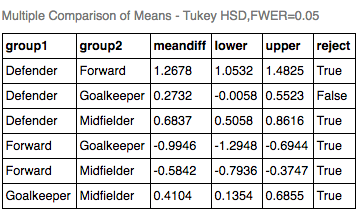 Multiple Comparison of Means - Tukey HSD,FWER=0.05
group1 group2 meandiff lower upper reject
Defender Forward 1.2678 1.0532 1.4825 True
Defender Goalkeeper 0.2732 -0.0058 0.5523 False
Defender Midfielder 0.6837 0.5058 0.8616 True
Forward Goalkeeper -0.9946 -1.2948 -0.6944 True
Forward Midfielder -0.5842 -0.7936 -0.3747 True
Goalkeeper Midfielder 0.4104 0.1354 0.6855 True